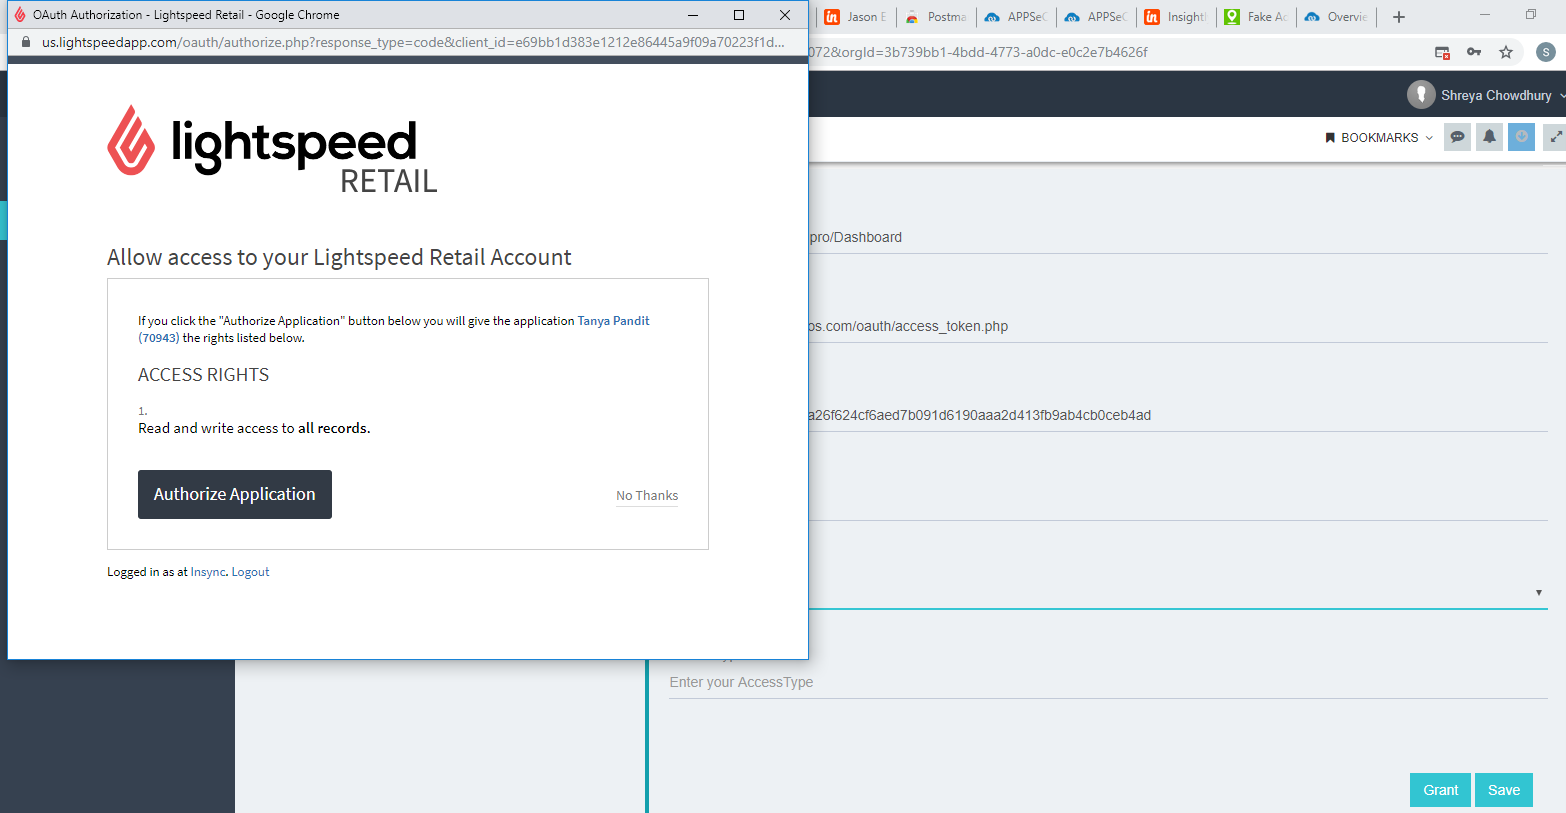 OAuth Authorization - Lightspeed Retail - Google Chrome
us.lightspeedapp.com/oauth/authorize.php?response_type=code&client_id=e69bb1d383e1212e86445a9f09a70223f1d...
lightspeed
RETAIL
Allow access to your Lightspeed Retail Account
If you click the "Authorize Application" button below you will give the application Tanya Pandit
(70943) the rights listed below.
ACCESS RIGHTS
1.
Read and write access to all records.
Authorize Application
No Thanks
Logged in as at Insync. Logout
in Jason E
Postma
APPSeC
APPSeC
in Insight
Fake Ac
Overvie
072&orgId=3b739bb1-4bdd-4773-a0dc-e0c2e7b4626f
S
Shreya Chowdhury
BOOKMARKS
pro/Dashboard
os.com/oauth/access_token.php
a26f624cf6aed7b091d6190aaa2d413fb9ab4cb0ceb4ad
Enter your AccessType
Grant
Save